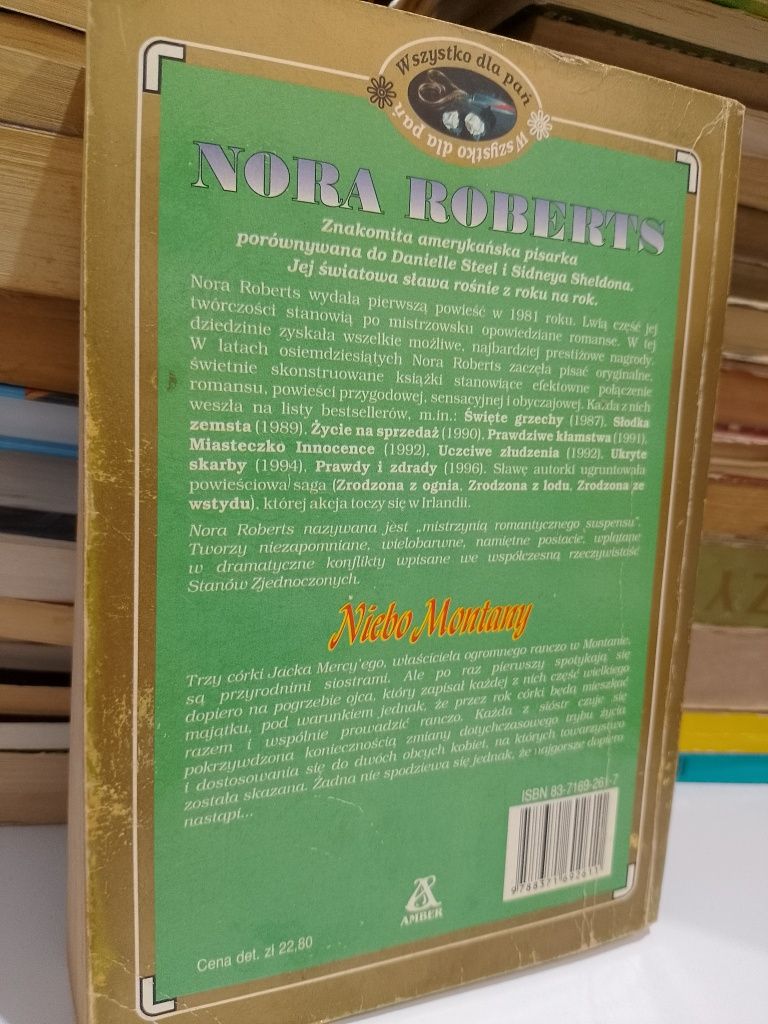 Wszystko dla pań
Wszystko dla pań
NORA ROBERTS
Znakomita amerykańska pisarka
porównywana do Danielle Steel i Sidneya Sheldona.
Jej światowa sława rośnie z roku na rok.
Nora Roberts wydała pierwszą powieść w 1981 roku. Lwią część jej
twórczości stanowią po mistrzowsku opowiedziane romanse. W tej
dziedzinie zyskała wszelkie możliwe, najbardziej prestiżowe nagrody.
W latach osiemdziesiątych Nora Roberts zaczęła pisać oryginalne,
świetnie skonstruowane książki stanowiące efektowne połączenie
romansu, powieści przygodowej, sensacyjnej i obyczajowej. Każda z nich
weszła na listy bestsellerów, m.in.: Święte grzechy (1987), Słodka
zemsta (1989), Życie na sprzedaż (1990), Prawdziwe kłamstwa (1991),
Miasteczko Innocence (1992), Uczciwe złudzenia (1992), Ukryte
skarby (1994), Prawdy i zdrady (1996). Sławę autorki ugruntowała
powieściowa saga (Zrodzona z ognia, Zrodzona z lodu, Zrodzona ze
wstydu), której akcja toczy się w Irlandii.
Nora Roberts nazywana jest „mistrzynią romantycznego suspensu".
Tworzy niezapomniane, wielobarwne, namiętne postacie, wplątane
w dramatyczne konflikty wpisane we współczesną rzeczywistość
Stanów Zjednoczonych.
Niebo Montany
Trzy córki Jacka Mercy'ego, właściciela ogromnego ranczo w Montanie,
są przyrodnimi siostrami. Ale po raz pierwszy spotykają się
dopiero na pogrzebie ojca, który zapisał każdej z nich część wielkiego
majątku, pod warunkiem jednak, że przez rok córki będą mieszkać
razem i wspólnie prowadzić ranczo. Każda z sióstr czuje się
pokrzywdzona koniecznością zmiany dotychczasowego trybu życia
i dostosowania się do dwóch obcych kobiet, na których towarzystwo
została skazana. Żadna nie spodziewa się jednak, że najgorsze dopiero
nastąpi...
ISBN 83-7169-261-7
9788371692611
AMBER
Cena det. zł 22,80